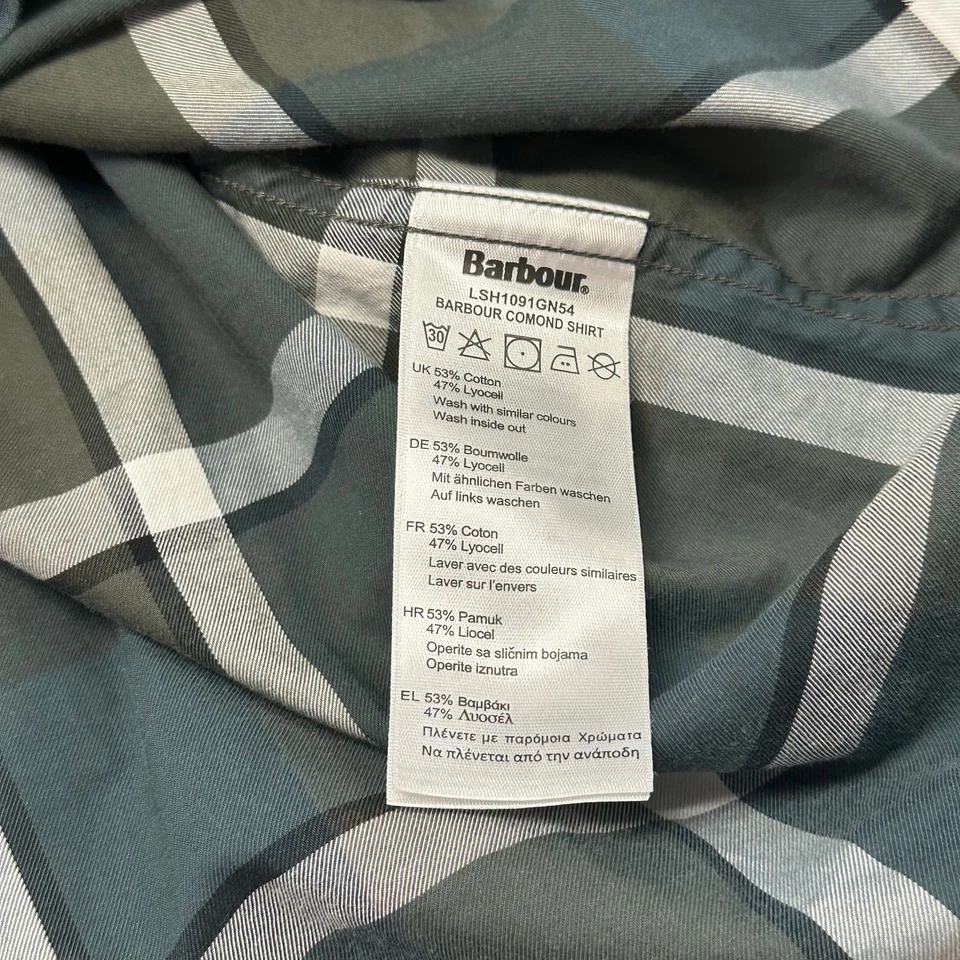 Barbour®
LSH1091GN54
BARBOUR COMOND SHIRT
30
UK 53% Cotton
47% Lyocell
Wash with similar colours
Wash inside out
DE 53% Boumwolle
47% Lyocell
Mit ähnlichen Farben waschen
Auf links waschen
FR 53% Coton
47% Lyocell
Laver avec des couleurs similaires
Laver sur l'envers
HR 53% Pamuk
47% Liocel
Operite sa sličnim bojama
Operite iznutra
EL 53% Βαμβάκι
47% Λυοσέλ
Πλένετε με παρόμοια Χρώματα
Να πλένεται από την ανάποδη